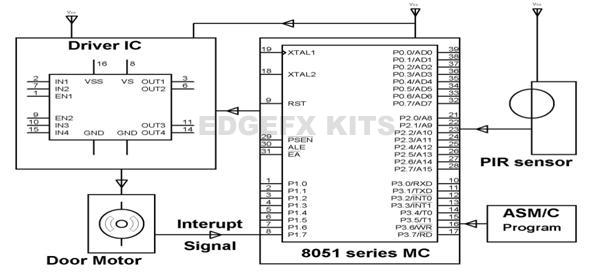 Vcc
Vcc
Vcc
Driver IC
16
8
VSS
VS
2
IN1
7
IN2
1
EN1
OUT1
3
OUT2
6
9
EN2
10
IN3
15
IN4
OUT3
11
OUT4
14
GND
GND
Door Motor
Interupt
Signal
19
XTAL1
18
XTAL2
9
RST
29
PSEN
30
ALE
31
EA
1
P1.0
2
P1.1
3
P1.2
4
P1.3
5
P1.4
6
P1.5
7
P1.6
8
P1.7
P0.0/AD0
39
P0.1/AD1
38
P0.2/AD2
37
P0.3/AD3
36
P0.4/AD4
35
P0.5/AD5
34
P0.6/AD6
33
P0.7/AD7
32
P2.0/A8
21
P2.1/A9
22
P2.2/A10
23
P2.3/A11
24
P2.4/A12
25
P2.5/A13
26
P2.6/A14
27
P2.7/A15
28
P3.0/RXD
10
P3.1/TXD
11
P3.2/INT0
12
P3.3/INT1
13
P3.4/T0
14
P3.5/T1
15
P3.6/WR
16
P3.7/RD
17
8051 series MC
EDGEFX KITS
PIR sensor
ASM/C
Program